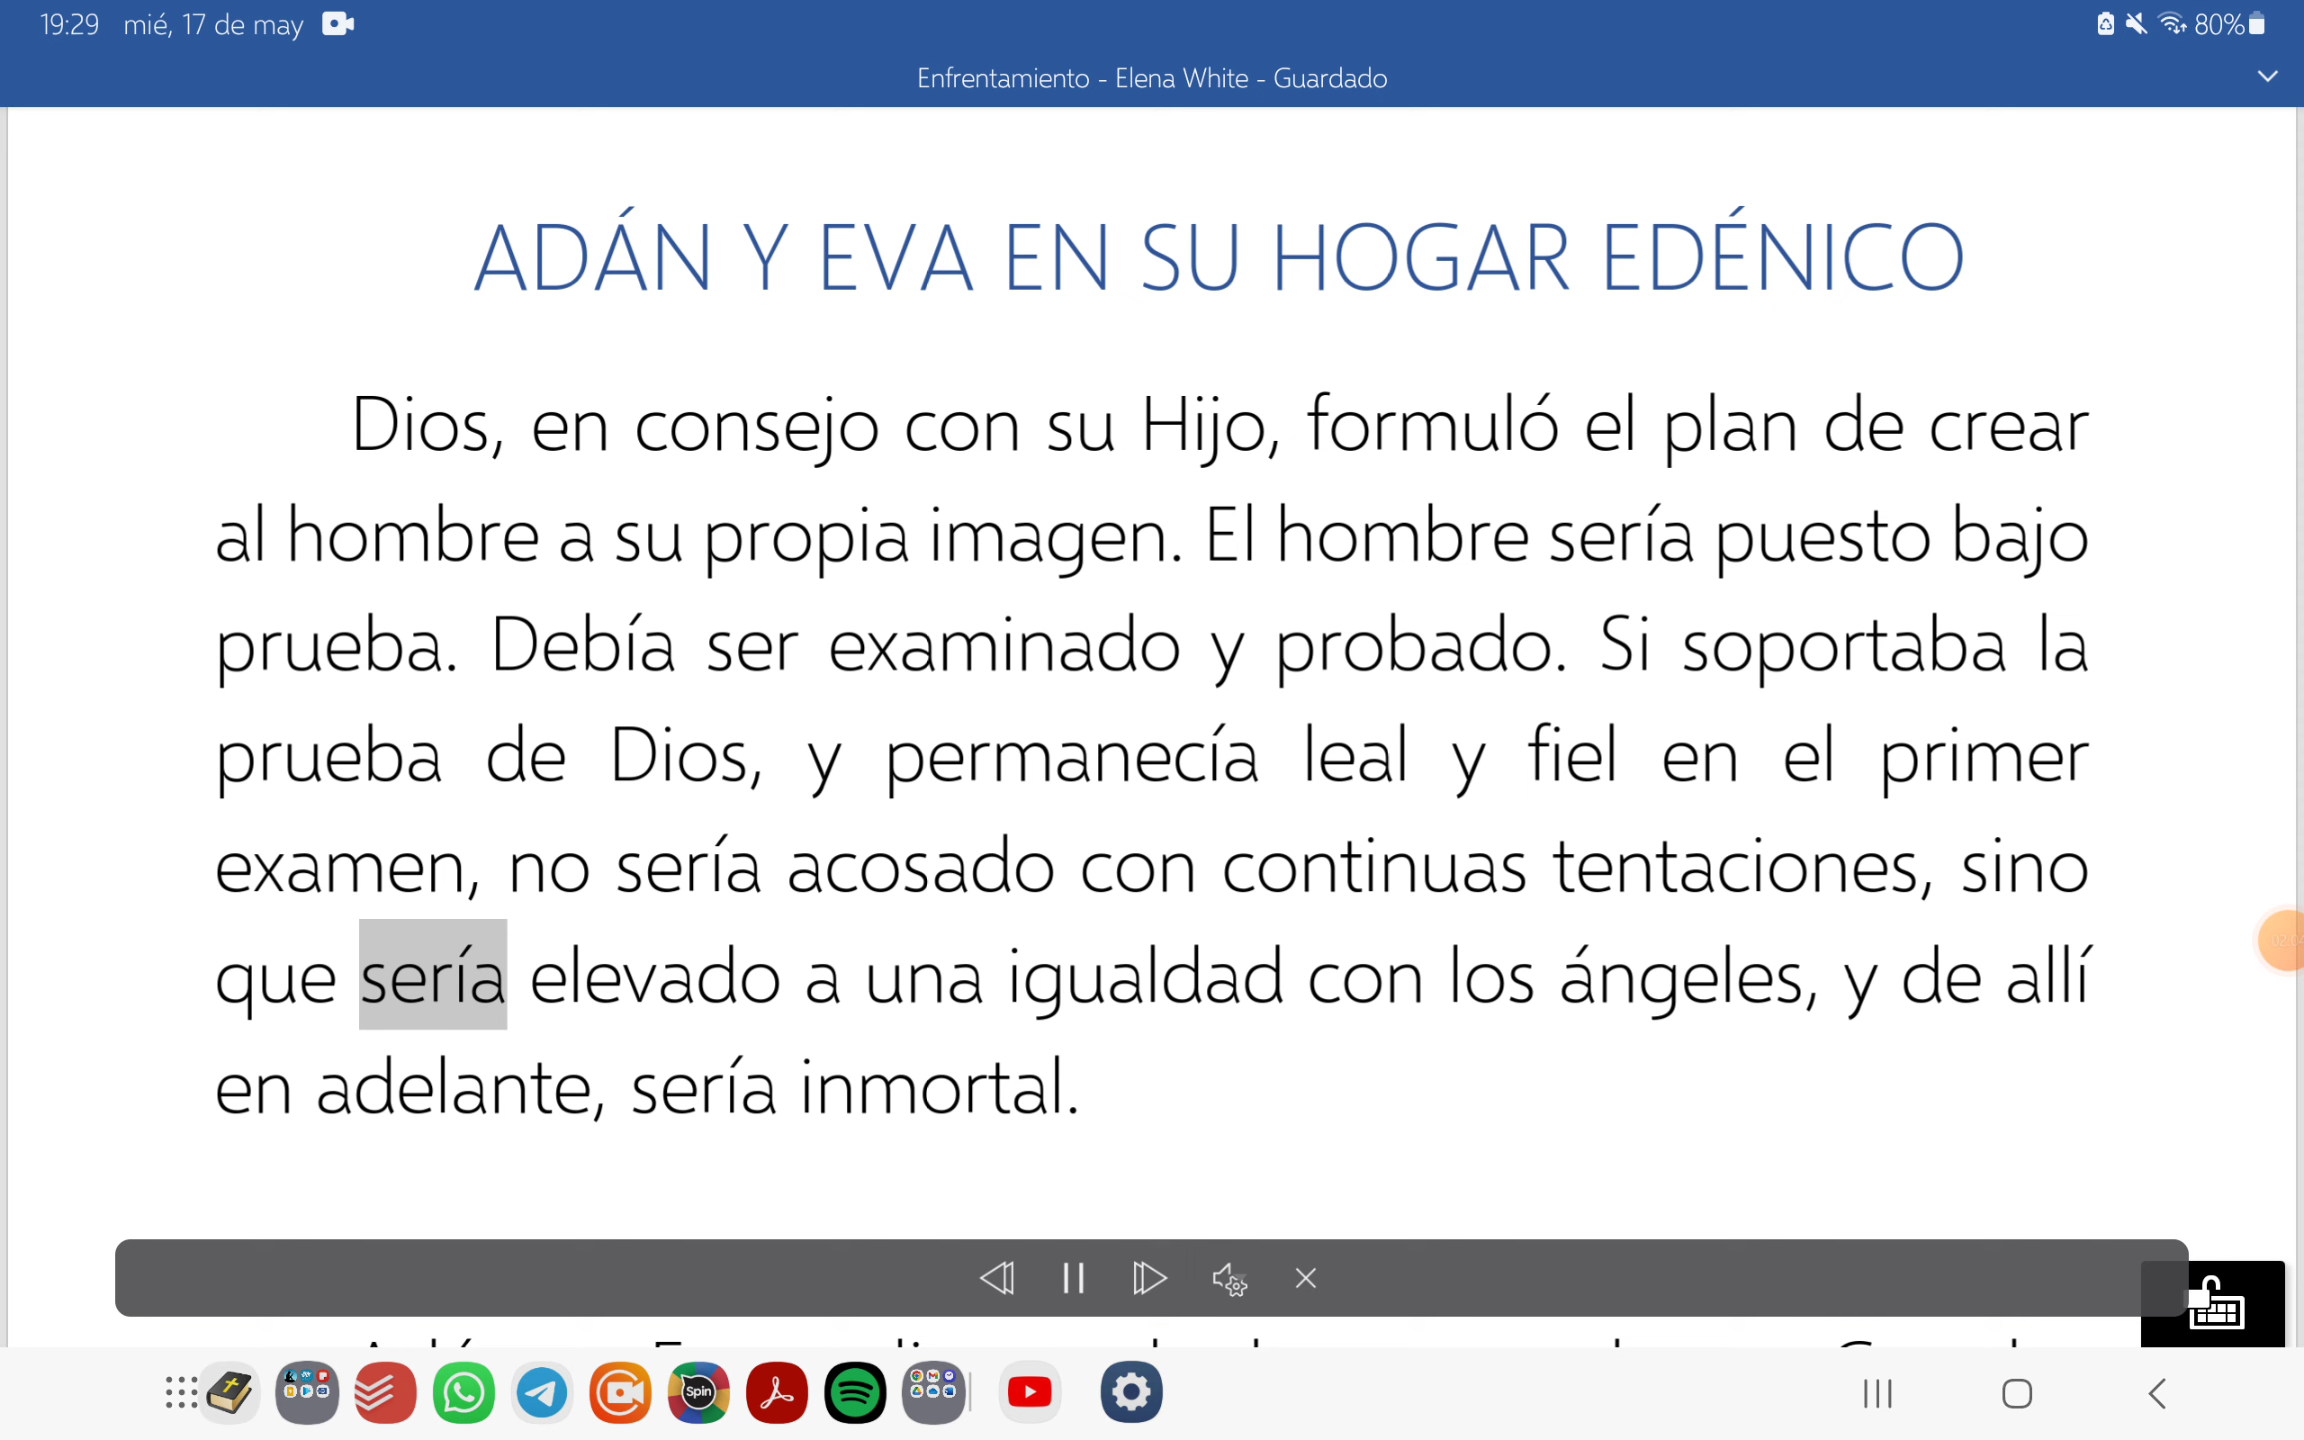 19:29 mié, 17 de may
80%
Enfrentamiento - Elena White - Guardado
ADÁN Y EVA EN SU HOGAR EDÉNICO
Dios, en consejo con su Hijo, formuló el plan de crear
al hombre a su propia imagen. El hombre sería puesto bajo
prueba. Debía ser examinado y probado. Si soportaba la
prueba de Dios, y permanecía leal y fiel en el primer
examen, no sería acosado con continuas tentaciones, sino
que sería elevado a una igualdad con los ángeles, y de allí
en adelante, sería inmortal.
Spin